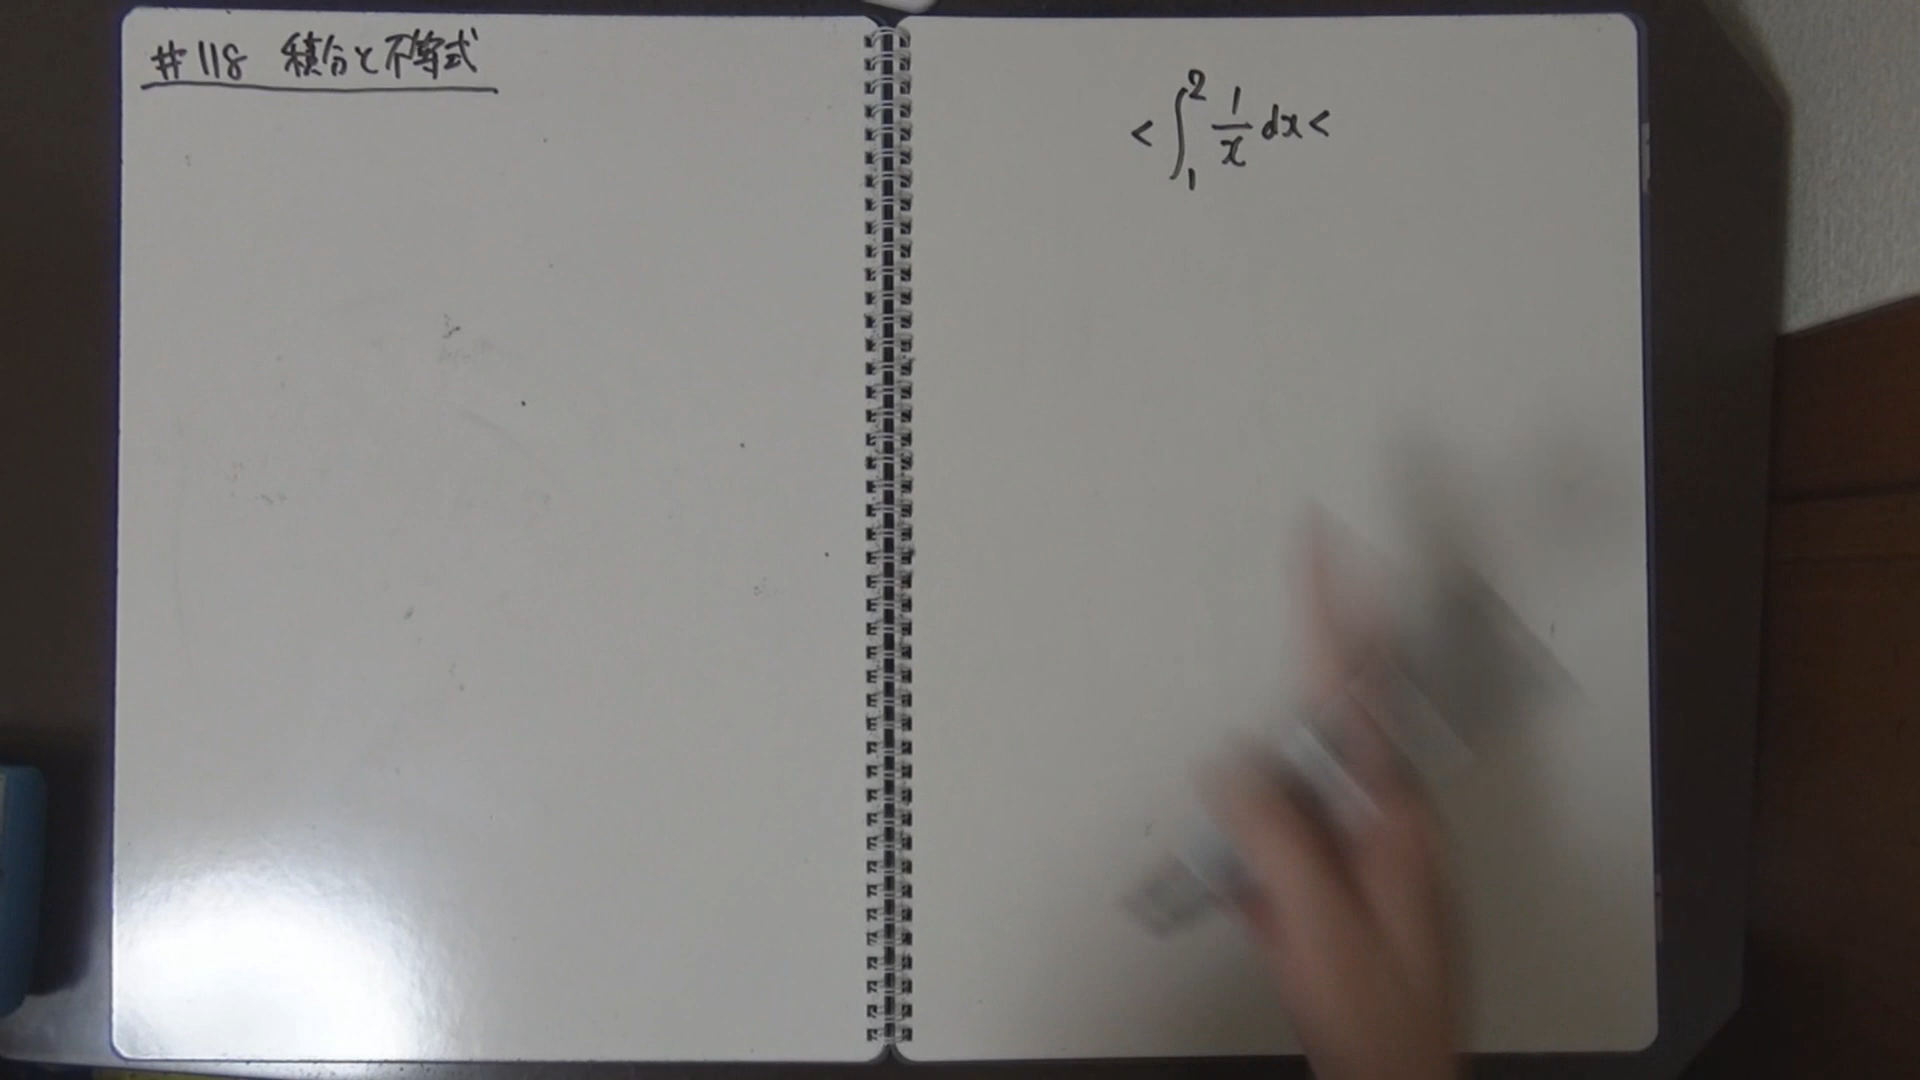 #118 積分と不等式
< ∫₁² 1/x dx <